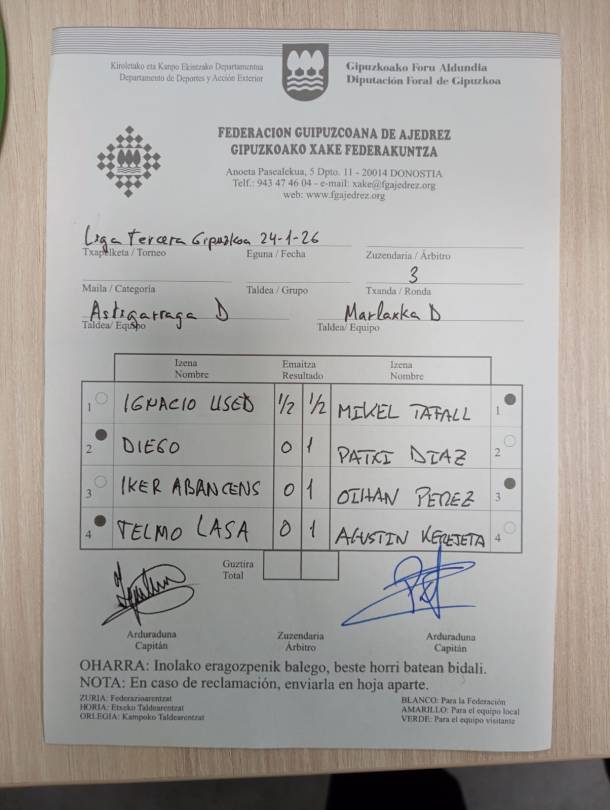 Kiroletako eta Kanpo Ekintzako Departamentua
Departamento de Deportes y Acción Exterior
Gipuzkoako Foru Aldundia
Diputación Foral de Gipuzkoa
FEDERACION GUIPUZCOANA DE AJEDREZ
GIPUZKOAKO XAKE FEDERAKUNTZA
Anoeta Pasealekua, 5 Dpto. 11 - 20014 DONOSTIA
Telf.: 943 47 46 04 - e-mail: xake@fgajedrez.org
web: www.fgajedrez.org
Liga Tercera Gipuzkoa 24-1-26
Txapelketa / Torneo Eguna / Fecha Zuzendaria / Árbitro
3
Maila / Categoria Taldea / Grupo Txanda / Ronda
Astigarraga D Marlaxka D
Taldea/ Equipo Taldea/ Equipo
Izena Emaitza Izena
Nombre Resultado Nombre
1 IGNACIO USED 1/2 1/2 MIKEL TAFALL 1
2 DIEGO 0 1 PATXI DIAZ 2
3 IKER ABANCENS 0 1 OIHAN PEREZ 3
4 TELMO LASA 0 1 AGUSTIN KEREJETA 4
Guztira
Total
Arduraduna Zuzendaria Arduraduna
Capitán Árbitro Capitán
OHARRA: Inolako eragozpenik balego, beste horri batean bidali.
NOTA: En caso de reclamación, enviarla en hoja aparte.
ZURIA: Federazioarentzat BLANCO: Para la Federación
HORIA: Etxeko Taldearentzat AMARILLO: Para el equipo local
ORLEGIA: Kampoko Taldearentzat VERDE: Para el equipo visitante